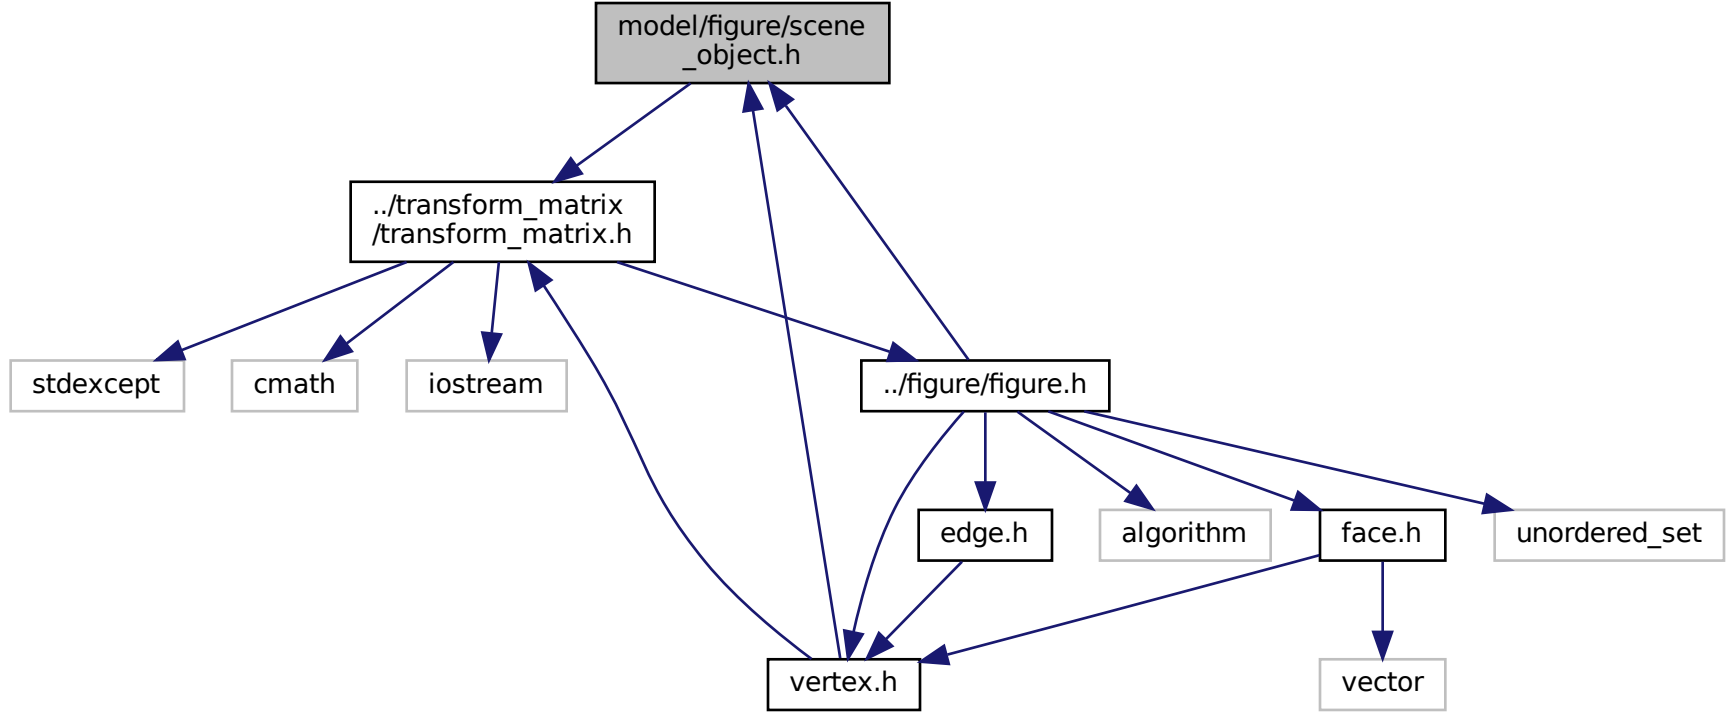 model/figure/scene
_object.h
../transform_matrix
/transform_matrix.h
stdexcept
cmath
iostream
../figure/figure.h
edge.h
algorithm
face.h
unordered_set
vertex.h
vector